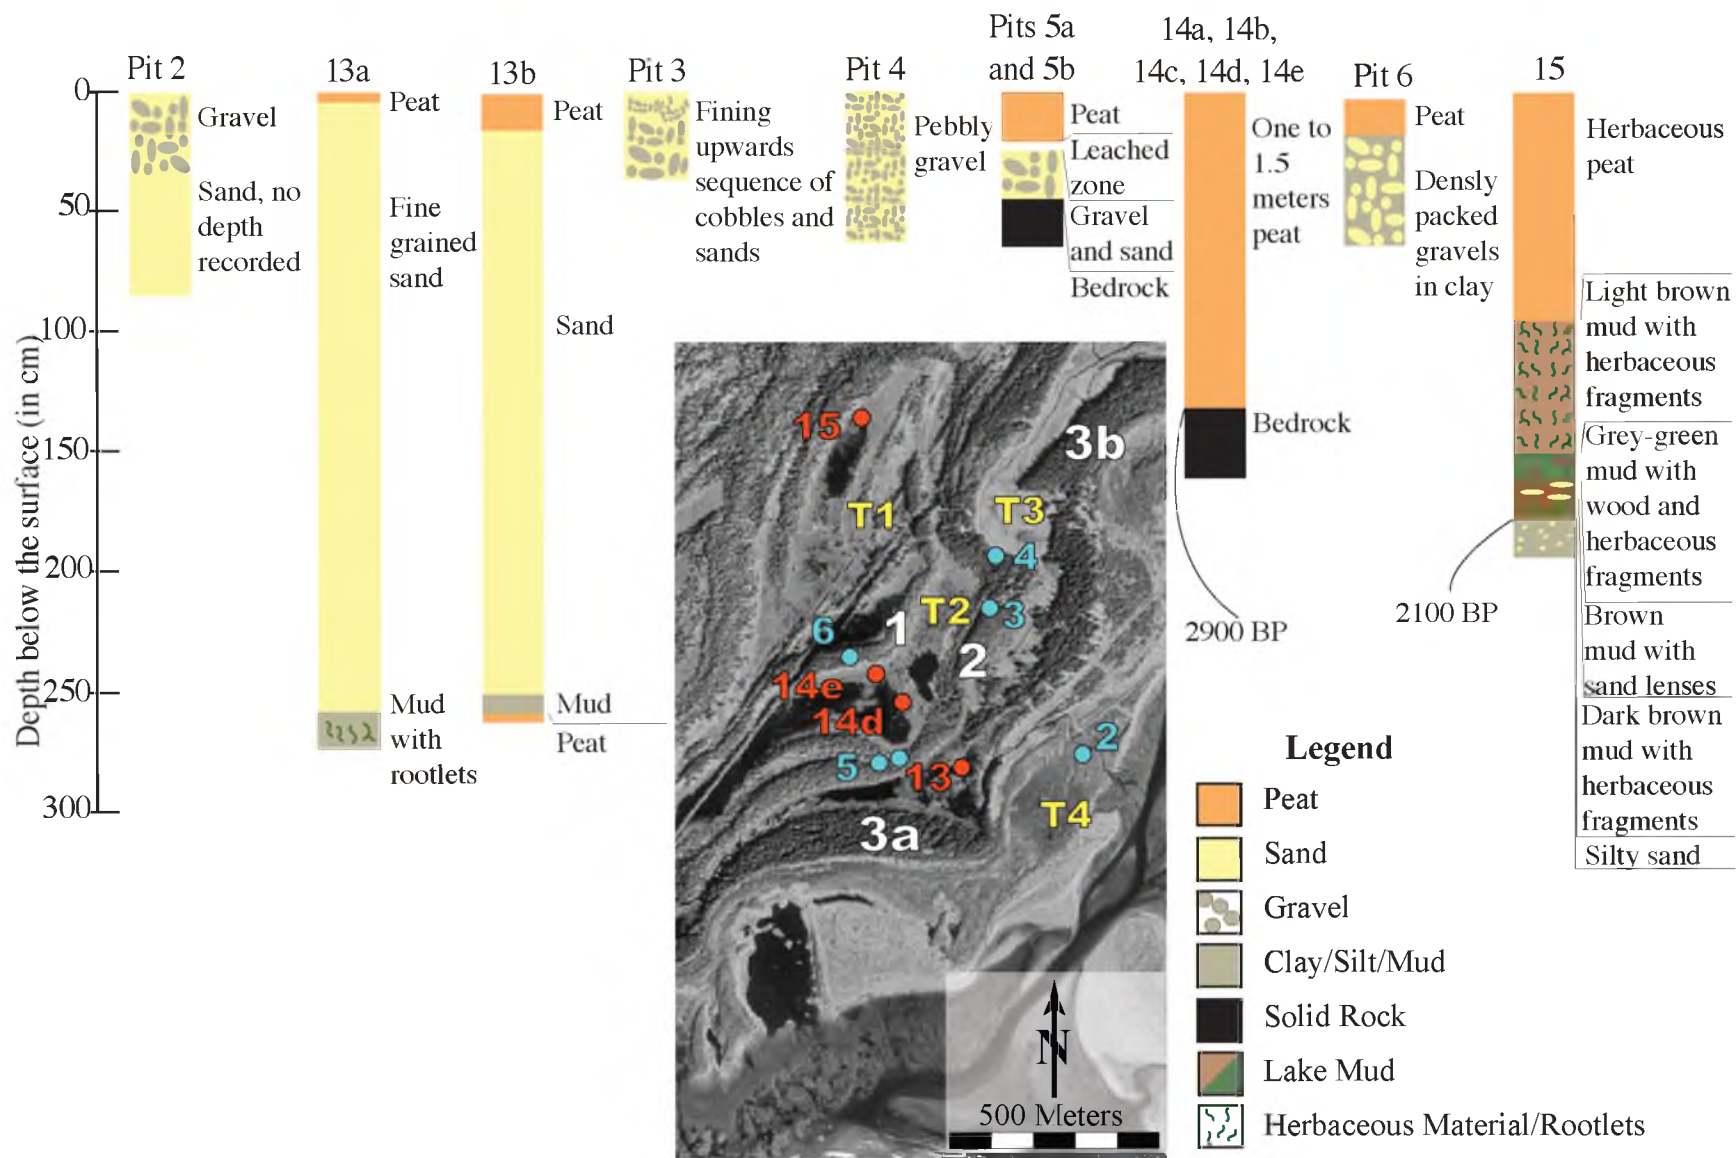 Pits 5a
and 5b
14a, 14b,
14c, 14d, 14e
Pit 2
13a
13b
Pit 3
Pit 4
Pit 6
15
Depth below the surface (in cm)
0
50
100
150
200
250
300
Gravel
Sand, no
depth
recorded
Peat
Fine
grained
sand
Mud
with
rootlets
Peat
Sand
Mud
Peat
Fining
upwards
sequence of
cobbles and
sands
Pebbly
gravel
Peat
Leached
zone
Gravel
and sand
Bedrock
One to
1.5
meters
peat
Bedrock
2900 BP
Peat
Densly
packed
gravels
in clay
Herbaceous
peat
Light brown
mud with
herbaceous
fragments
Grey-green
mud with
wood and
herbaceous
fragments
Brown
mud with
sand lenses
Dark brown
mud with
herbaceous
fragments
Silty sand
2100 BP
15
3b
T1
T3
4
T2
3
6
1
2
14e
14d
2
5
13
T4
3a
N
500 Meters
Legend
Peat
Sand
Gravel
Clay/Silt/Mud
Solid Rock
Lake Mud
Herbaceous Material/Rootlets